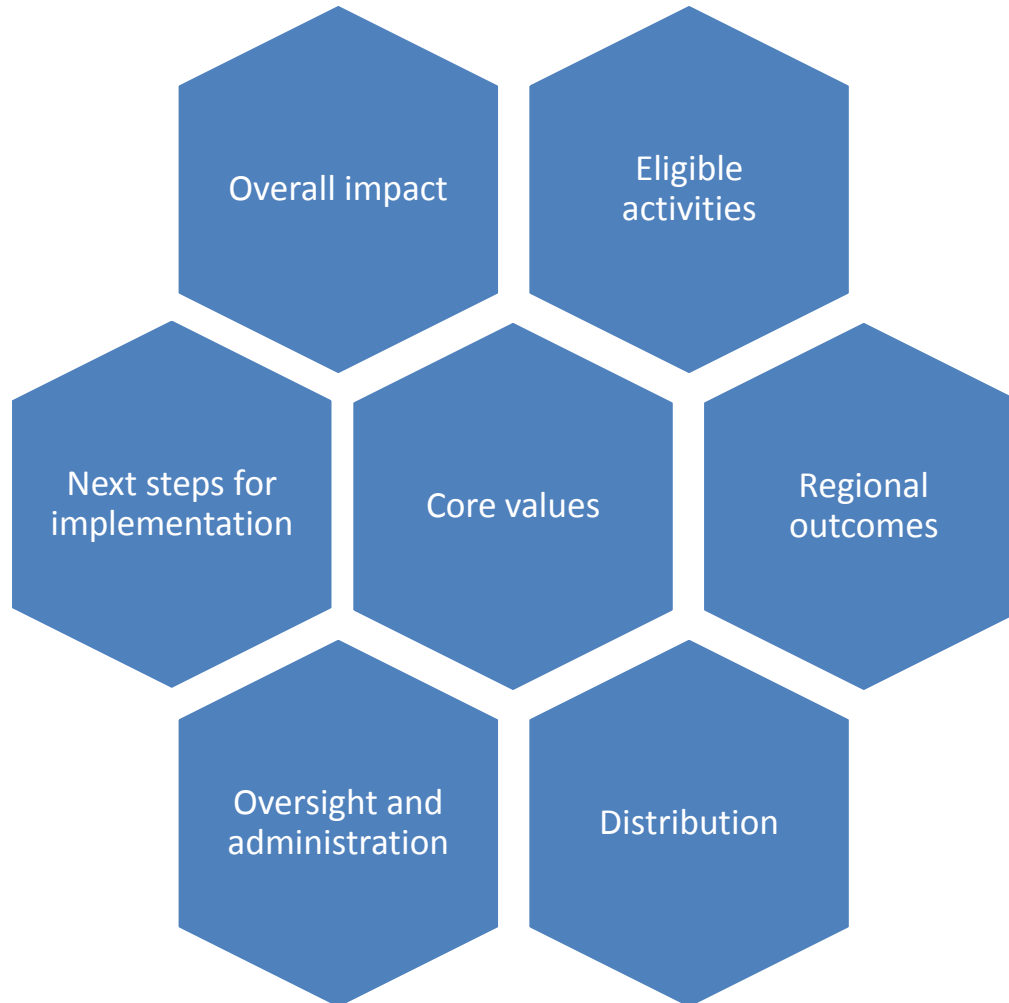 Overall impact
Eligible
activities
Next steps for
implementation
Core values
Regional
outcomes
Oversight and
administration
Distribution